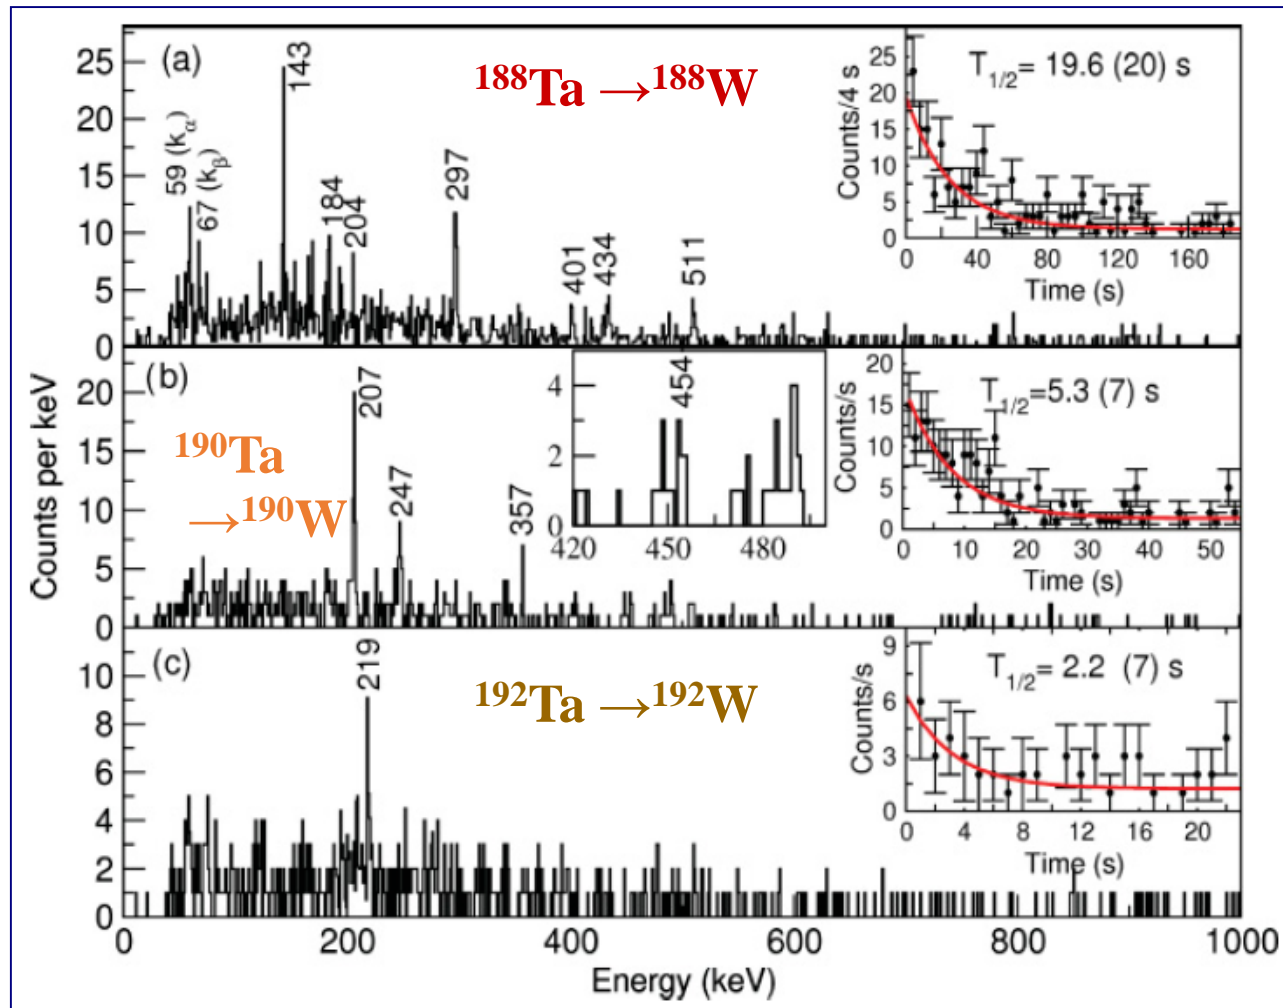 (a)
188Ta →188W
59 (kα)
67 (kβ)
143
184
204
297
401
434
511
25
20
15
10
5
0
T1/2= 19.6 (20) s
Counts/4 s
25
20
15
10
5
0
0 40 80 120 160
Time (s)
Counts per keV
(b)
190Ta
→190W
207
247
357
20
15
10
5
0
454
4
2
0
420 450 480
T1/2=5.3 (7) s
Counts/s
20
15
10
5
0
0 10 20 30 40 50
Time (s)
(c)
192Ta →192W
219
10
8
6
4
2
0
T1/2= 2.2 (7) s
Counts/s
9
6
3
0
0 4 8 12 16 20
Time (s)
0 200 400 600 800 1000
Energy (keV)